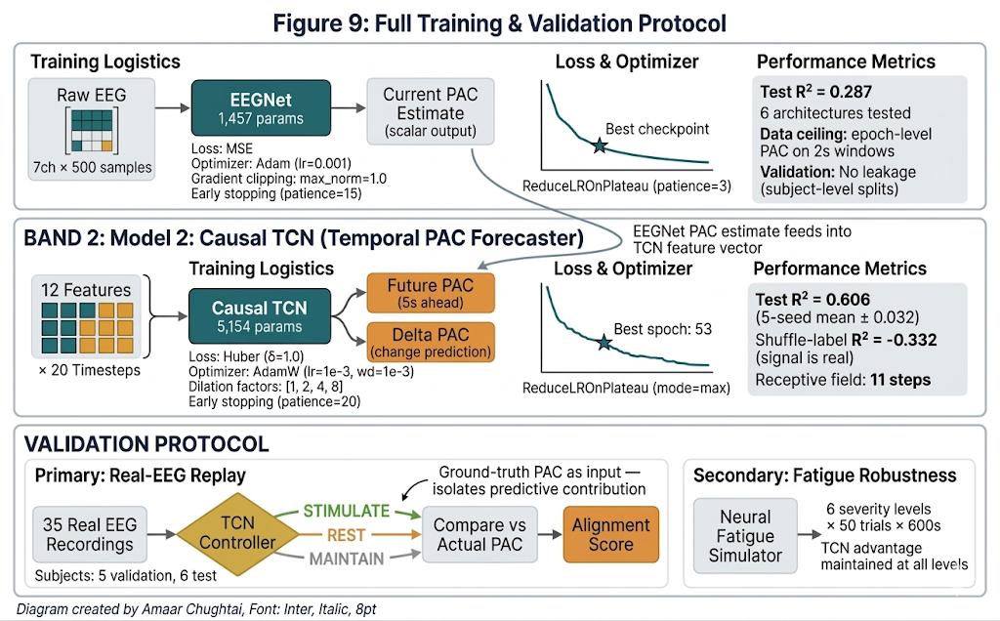 Figure 9: Full Training & Validation Protocol
Training Logistics
Raw EEG
7ch × 500 samples
EEGNet
1,457 params
Loss: MSE
Optimizer: Adam (lr=0.001)
Gradient clipping: max_norm=1.0
Early stopping (patience=15)
Current PAC
Estimate
(scalar output)
Loss & Optimizer
Best checkpoint
ReduceLROnPlateau (patience=3)
Performance Metrics
Test R² = 0.287
6 architectures tested
Data ceiling: epoch-level
PAC on 2s windows
Validation: No leakage
(subject-level splits)
BAND 2: Model 2: Causal TCN (Temporal PAC Forecaster)
EEGNet PAC estimate feeds into
TCN feature vector
12 Features
× 20 Timesteps
Training Logistics
Causal TCN
5,154 params
Loss: Huber (δ=1.0)
Optimizer: AdamW (lr=1e-3, wd=1e-3)
Dilation factors: [1, 2, 4, 8]
Early stopping (patience=20)
Future PAC
(5s ahead)
Delta PAC
(change prediction)
Loss & Optimizer
Best spoch: 53
ReduceLROnPlateau (mode=max)
Performance Metrics
Test R² = 0.606
(5-seed mean ± 0.032)
Shuffle-label R² = -0.332
(signal is real)
Receptive field: 11 steps
VALIDATION PROTOCOL
Primary: Real-EEG Replay
35 Real EEG
Recordings
Subjects: 5 validation, 6 test
TCN
Controller
STIMULATE
REST
MAINTAIN
Ground-truth PAC as input —
isolates predictive contribution
Compare vs
Actual PAC
Alignment
Score
Secondary: Fatigue Robustness
Neural
Fatigue
Simulator
6 severity levels
× 50 trials × 600s
TCN advantage
maintained at all levels
Diagram created by Amaar Chughtai, Font: Inter, Italic, 8pt